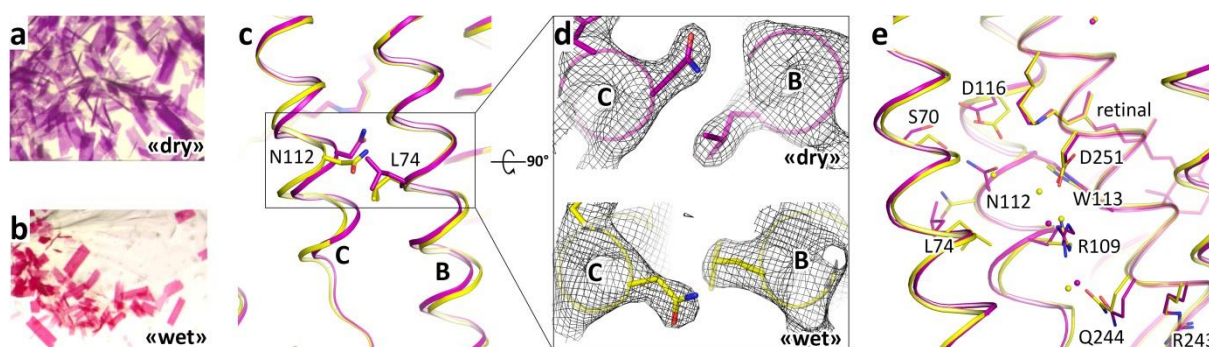 a
«dry»
b
«wet»
c
N112
L74
C
B
90°
d
C
B
«dry»
C
B
«wet»
e
D116
S70
retinal
D251
N112
W113
L74
R109
Q244
R243